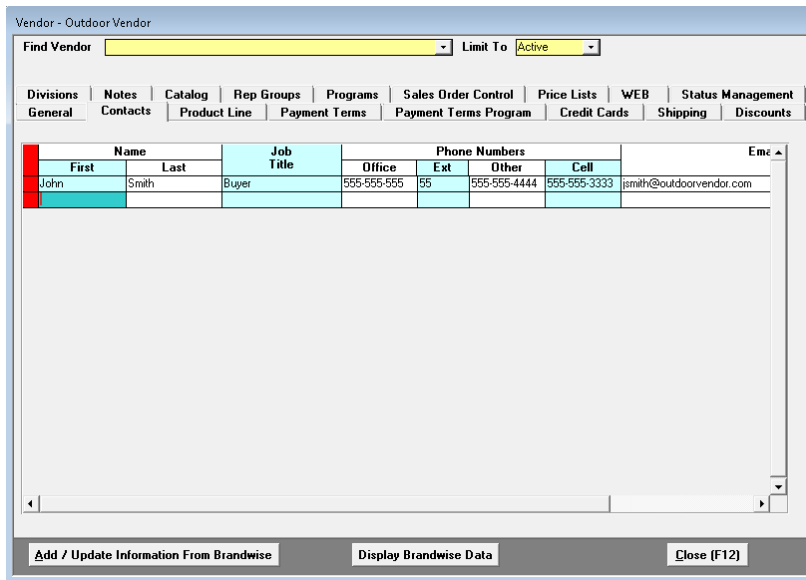 Vendor - Outdoor Vendor
Find Vendor Limit To Active
Divisions Notes Catalog Rep Groups Programs Sales Order Control Price Lists WEB Status Management
General Contacts Product Line Payment Terms Payment Terms Program Credit Cards Shipping Discounts
Name Job Title Phone Numbers Ema
First Last Office Ext Other Cell
John Smith Buyer 555-555-555 55 555-555-4444 555-555-3333 jsmith@outdoorvendor.com
Add / Update Information From Brandwise Display Brandwise Data Close (F12)